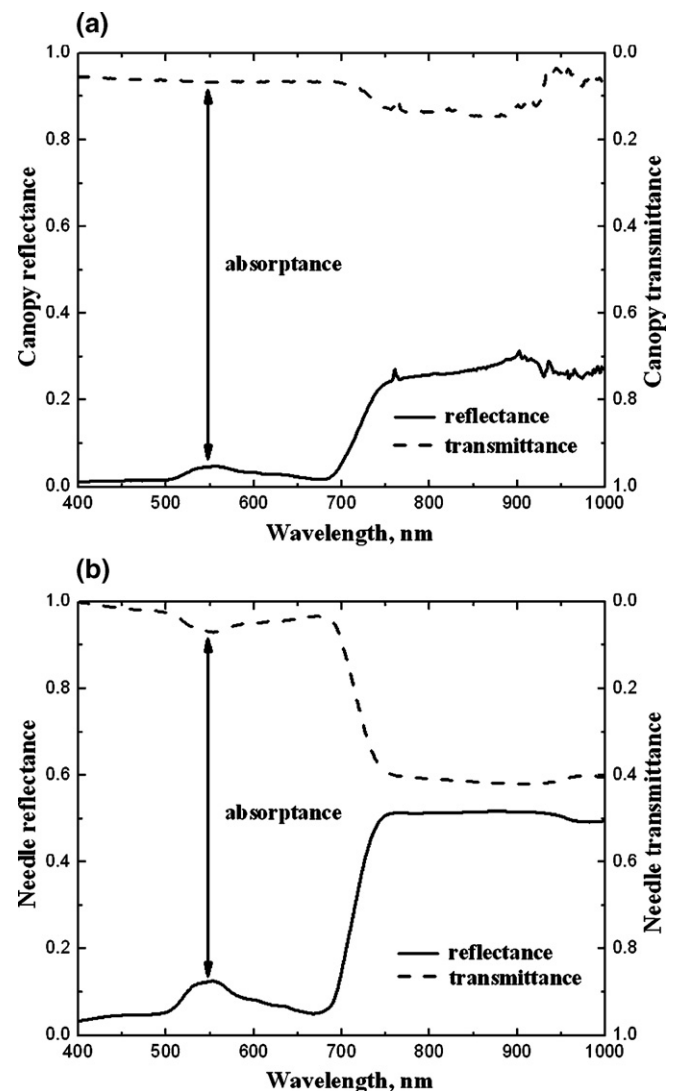 (a)
Canopy reflectance
1.0
0.8
0.6
0.4
0.2
0.0
absorptance
reflectance
transmittance
0.0
0.2
0.4
0.6
0.8
1.0
Canopy transmittance
400 500 600 700 800 900 1000
Wavelength, nm
(b)
Needle reflectance
1.0
0.8
0.6
0.4
0.2
0.0
absorptance
reflectance
transmittance
0.0
0.2
0.4
0.6
0.8
1.0
Needle transmittance
400 500 600 700 800 900 1000
Wavelength, nm